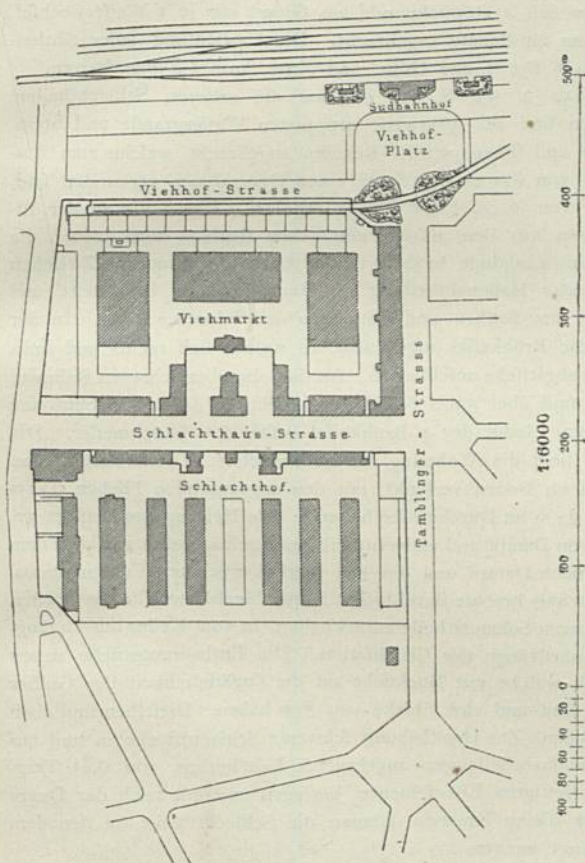 Südbahnhof
Viehhof-
Platz
Viehhof-Strasse
Viehmarkt
Schlachthaus-Strasse
Schlachthof.
Tamblinger - Strasse
1:6000
500 m
400
300
200
100
0
20
40
60
80
100